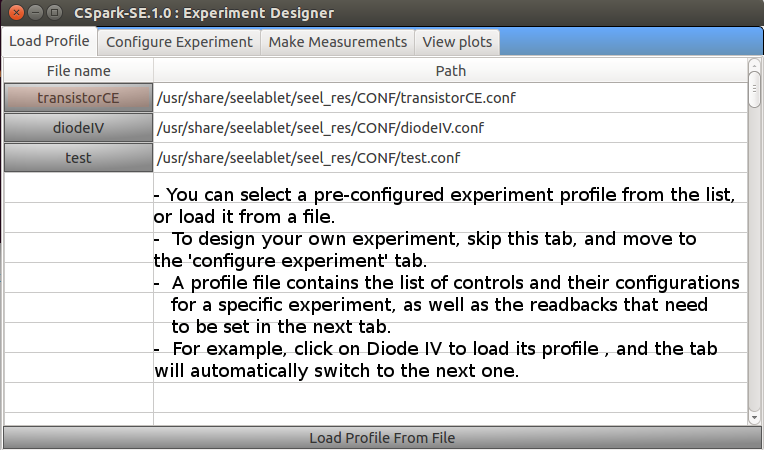 CSpark-SE.1.0 : Experiment Designer
Load Profile Configure Experiment Make Measurements View plots
File name Path
transistorCE /usr/share/seelablet/seel_res/CONF/transistorCE.conf
diodeIV /usr/share/seelablet/seel_res/CONF/diodeIV.conf
test /usr/share/seelablet/seel_res/CONF/test.conf
- You can select a pre-configured experiment profile from the list,
or load it from a file.
- To design your own experiment, skip this tab, and move to
the 'configure experiment' tab.
- A profile file contains the list of controls and their configurations
for a specific experiment, as well as the readbacks that need
to be set in the next tab.
- For example, click on Diode IV to load its profile , and the tab
will automatically switch to the next one.
Load Profile From File